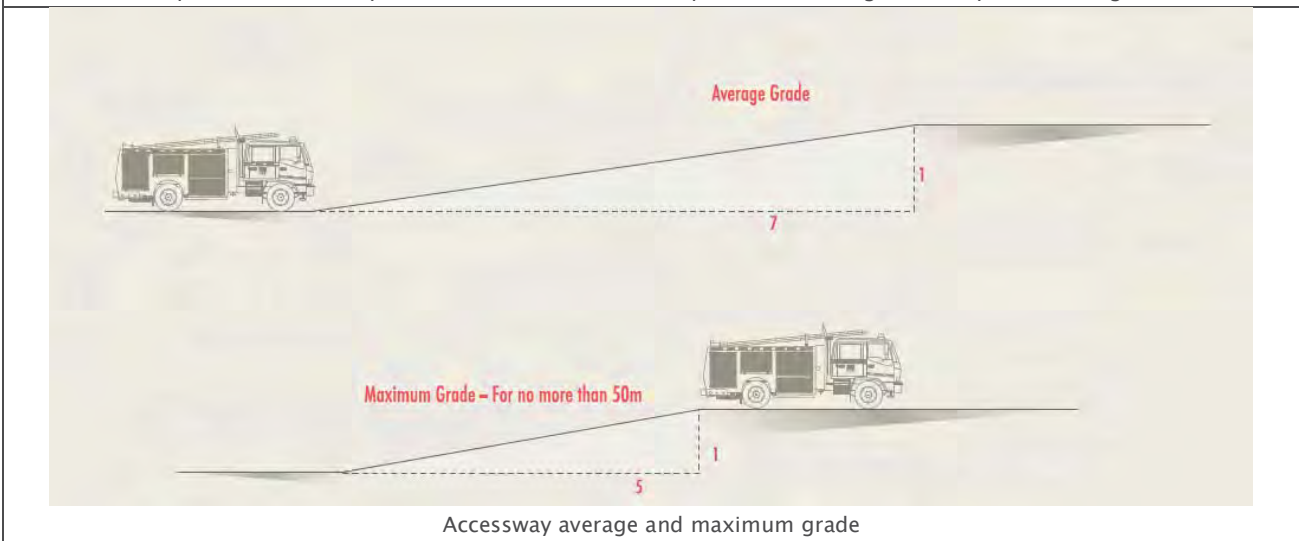 Average Grade
1
7
Maximum Grade – For no more than 50m
1
5
Accessway average and maximum grade